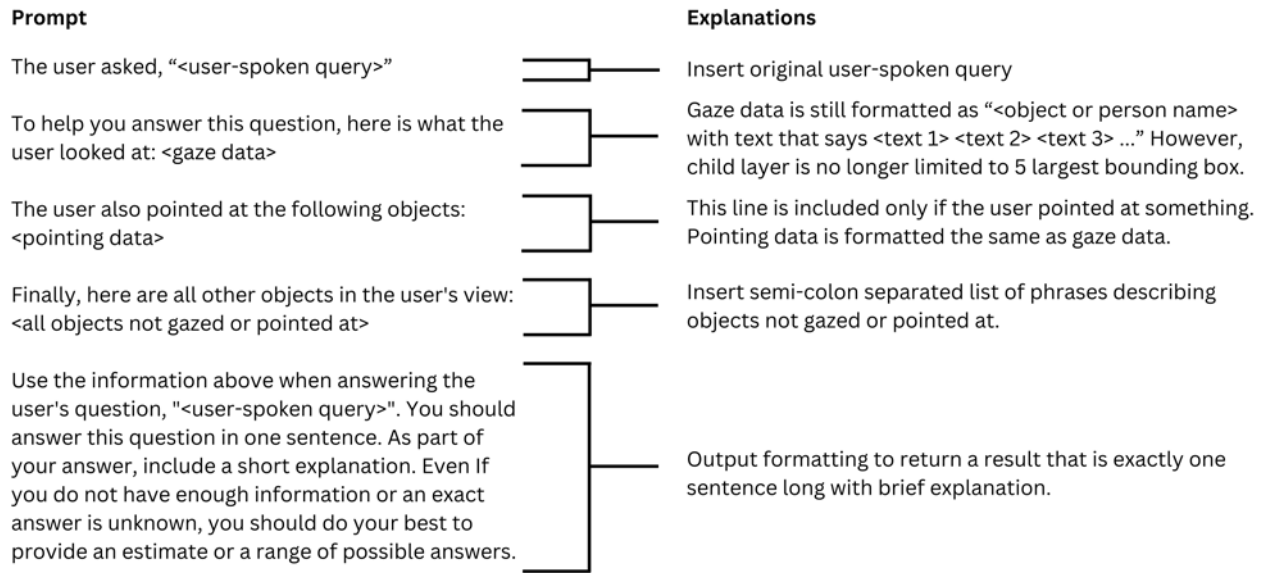 Prompt
Explanations
The user asked, “<user-spoken query>”
Insert original user-spoken query
To help you answer this question, here is what the
user looked at: <gaze data>
Gaze data is still formatted as “<object or person name>
with text that says <text 1> <text 2> <text 3> ...” However,
child layer is no longer limited to 5 largest bounding box.
The user also pointed at the following objects:
<pointing data>
This line is included only if the user pointed at something.
Pointing data is formatted the same as gaze data.
Finally, here are all other objects in the user's view:
<all objects not gazed or pointed at>
Insert semi-colon separated list of phrases describing
objects not gazed or pointed at.
Use the information above when answering the
user's question, "<user-spoken query>". You should
answer this question in one sentence. As part of
your answer, include a short explanation. Even If
you do not have enough information or an exact
answer is unknown, you should do your best to
provide an estimate or a range of possible answers.
Output formatting to return a result that is exactly one
sentence long with brief explanation.